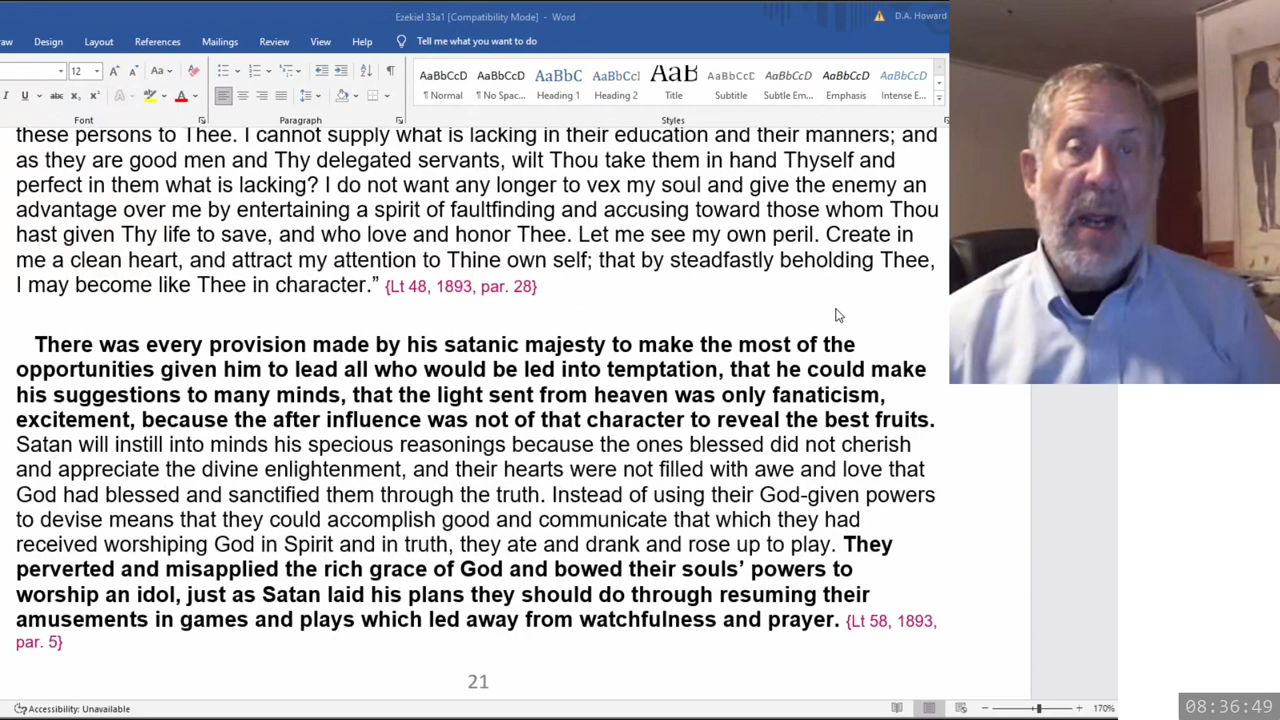 Ezekiel 33a1 [Compatibility Mode] - Word
D.A. Howard
aw Design Layout References Mailings Review View Help Tell me what you want to do
12 Aa
AaBbCcD AaBbCcD AaBbC AaBbCcI AaB AaBbCcD AaBbCcD AaBbCcD AaBbCcD
I U abc x₂ A A
¶ Normal ¶ No Spac... Heading 1 Heading 2 Title Subtitle Subtle Em... Emphasis Intense E...
Font Paragraph Styles
these persons to Thee. I cannot supply what is lacking in their education and their manners; and
as they are good men and Thy delegated servants, wilt Thou take them in hand Thyself and
perfect in them what is lacking? I do not want any longer to vex my soul and give the enemy an
advantage over me by entertaining a spirit of faultfinding and accusing toward those whom Thou
hast given Thy life to save, and who love and honor Thee. Let me see my own peril. Create in
me a clean heart, and attract my attention to Thine own self; that by steadfastly beholding Thee,
I may become like Thee in character.” {Lt 48, 1893, par. 28}
There was every provision made by his satanic majesty to make the most of the
opportunities given him to lead all who would be led into temptation, that he could make
his suggestions to many minds, that the light sent from heaven was only fanaticism,
excitement, because the after influence was not of that character to reveal the best fruits.
Satan will instill into minds his specious reasonings because the ones blessed did not cherish
and appreciate the divine enlightenment, and their hearts were not filled with awe and love that
God had blessed and sanctified them through the truth. Instead of using their God-given powers
to devise means that they could accomplish good and communicate that which they had
received worshiping God in Spirit and in truth, they ate and drank and rose up to play. They
perverted and misapplied the rich grace of God and bowed their souls’ powers to
worship an idol, just as Satan laid his plans they should do through resuming their
amusements in games and plays which led away from watchfulness and prayer. {Lt 58, 1893,
par. 5}
21
Accessibility: Unavailable
170%
08:36:49